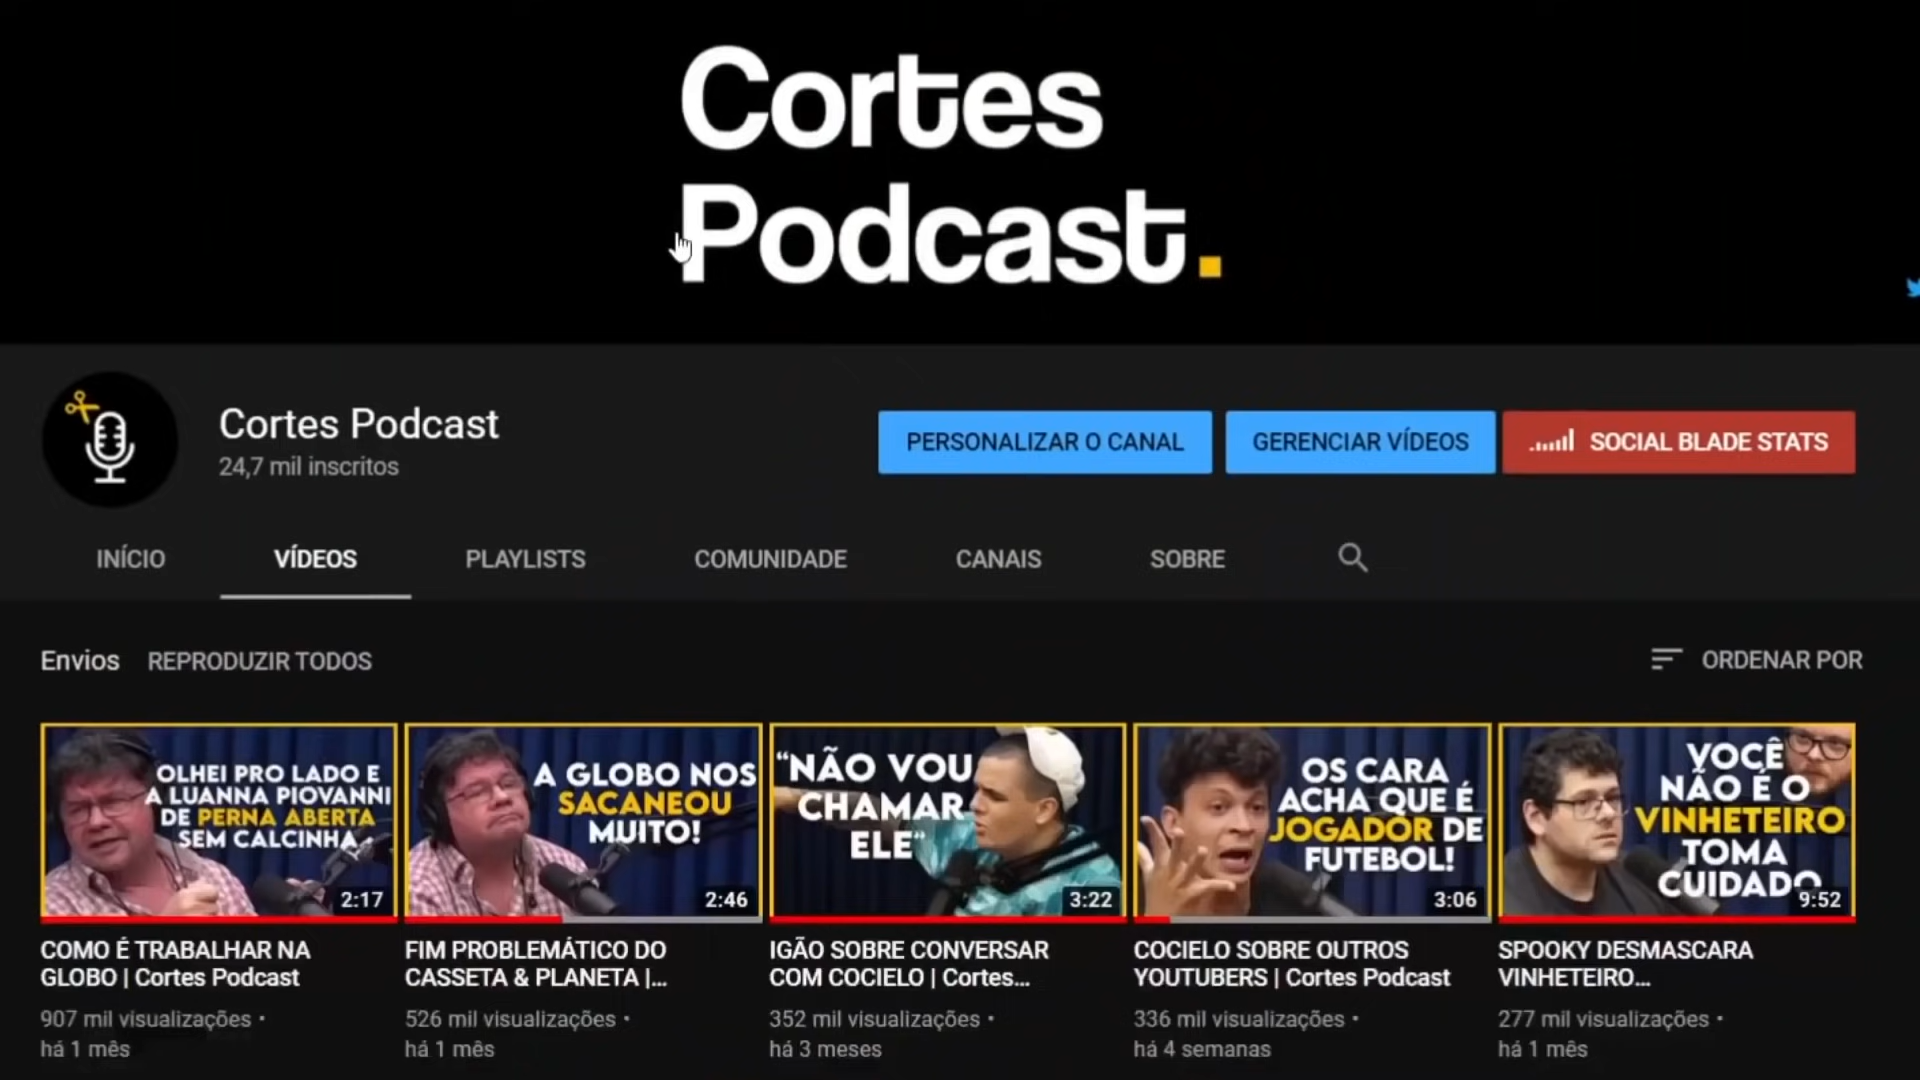 Cortes
Podcast.
Cortes Podcast
24,7 mil inscritos
PERSONALIZAR O CANAL
GERENCIAR VÍDEOS
SOCIAL BLADE STATS
INÍCIO
VÍDEOS
PLAYLISTS
COMUNIDADE
CANAIS
SOBRE
Envios
REPRODUZIR TODOS
ORDENAR POR
OLHEI PRO LADO E
A LUANNA PIOVANNI
DE PERNA ABERTA
SEM CALCINHA
2:17
COMO É TRABALHAR NA
GLOBO | Cortes Podcast
907 mil visualizações •
há 1 mês
A GLOBO NOS
SACANEOU
MUITO!
2:46
FIM PROBLEMÁTICO DO
CASSETA & PLANETA |...
526 mil visualizações •
há 1 mês
“NÃO VOU
CHAMAR
ELE“
3:22
IGÃO SOBRE CONVERSAR
COM COCIELO | Cortes...
352 mil visualizações •
há 3 meses
OS CARA
ACHA QUE É
JOGADOR DE
FUTEBOL!
3:06
COCIELO SOBRE OUTROS
YOUTUBERS | Cortes Podcast
336 mil visualizações •
há 4 semanas
VOCÊ
NÃO É O
VINHETEIRO
TOMA
CUIDADO
9:52
SPOOKY DESMASCARA
VINHETEIRO...
277 mil visualizações •
há 1 mês